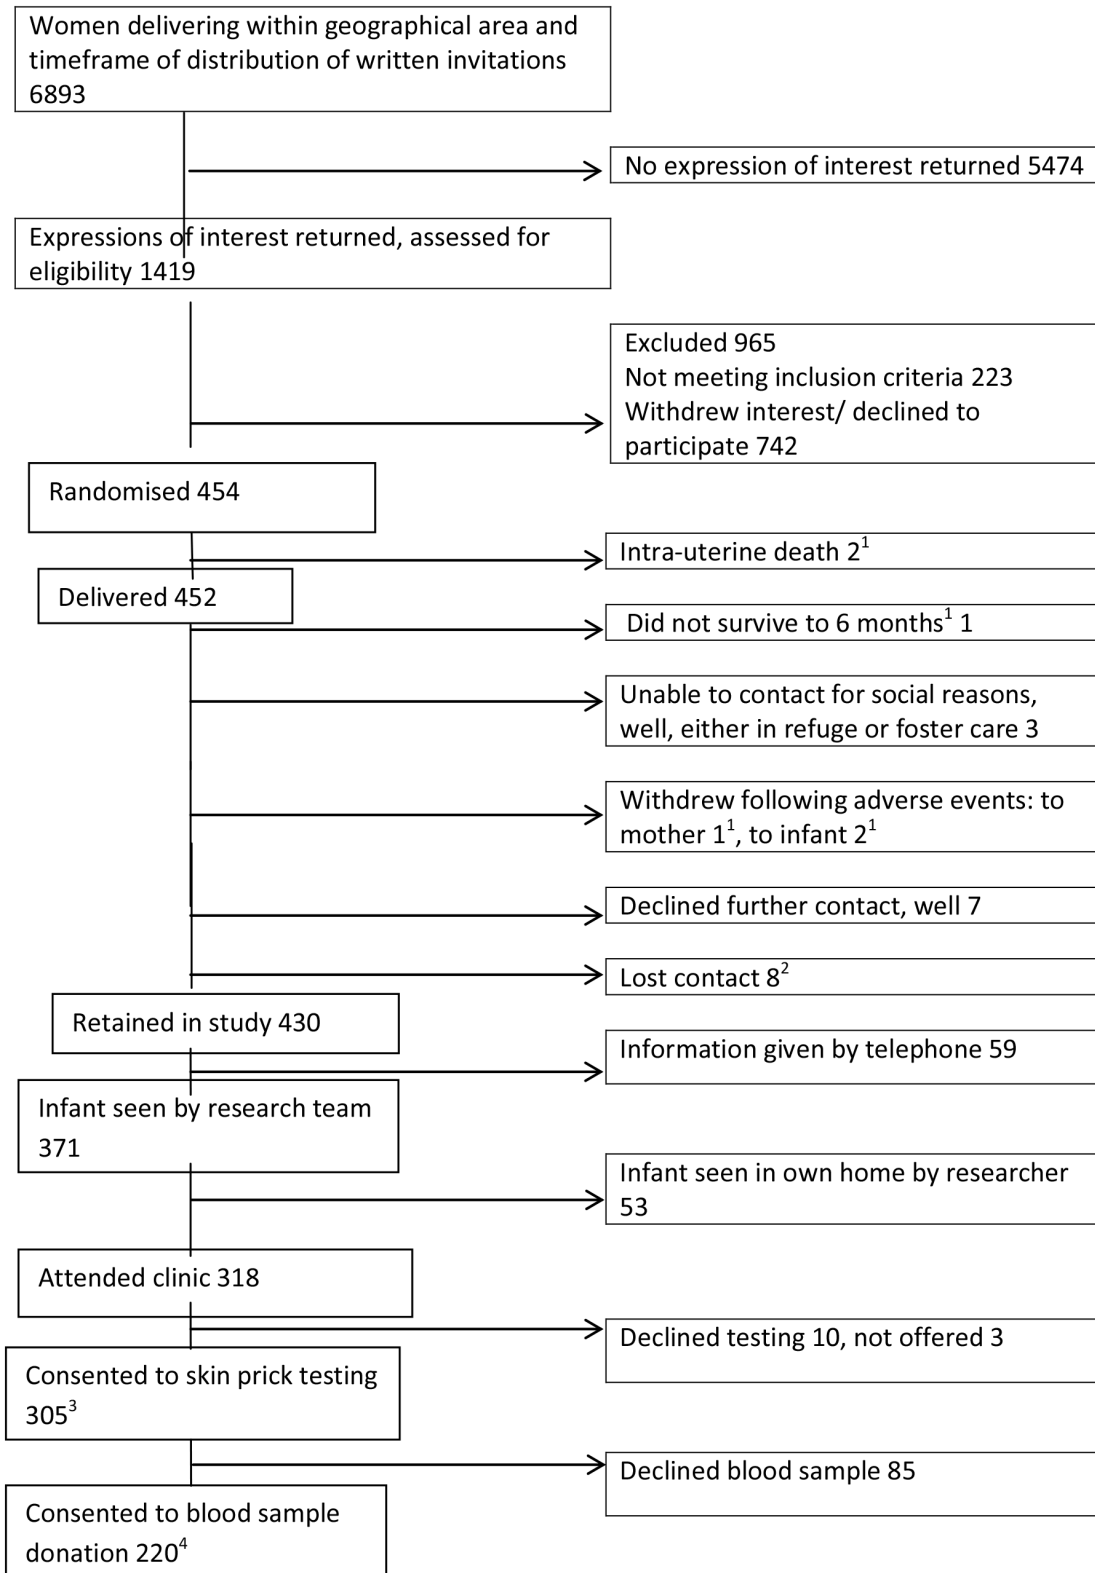 Women delivering within geographical area and
timeframe of distribution of written invitations
6893
No expression of interest returned 5474
Expressions of interest returned, assessed for
eligibility 1419
Excluded 965
Not meeting inclusion criteria 223
Withdrew interest/ declined to
participate 742
Randomised 454
Intra-uterine death 2¹
Delivered 452
Did not survive to 6 months¹ 1
Unable to contact for social reasons,
well, either in refuge or foster care 3
Withdrew following adverse events: to
mother 1¹, to infant 2¹
Declined further contact, well 7
Lost contact 8²
Retained in study 430
Information given by telephone 59
Infant seen by research team
371
Infant seen in own home by researcher
53
Attended clinic 318
Declined testing 10, not offered 3
Consented to skin prick testing
305³
Declined blood sample 85
Consented to blood sample
donation 220⁴